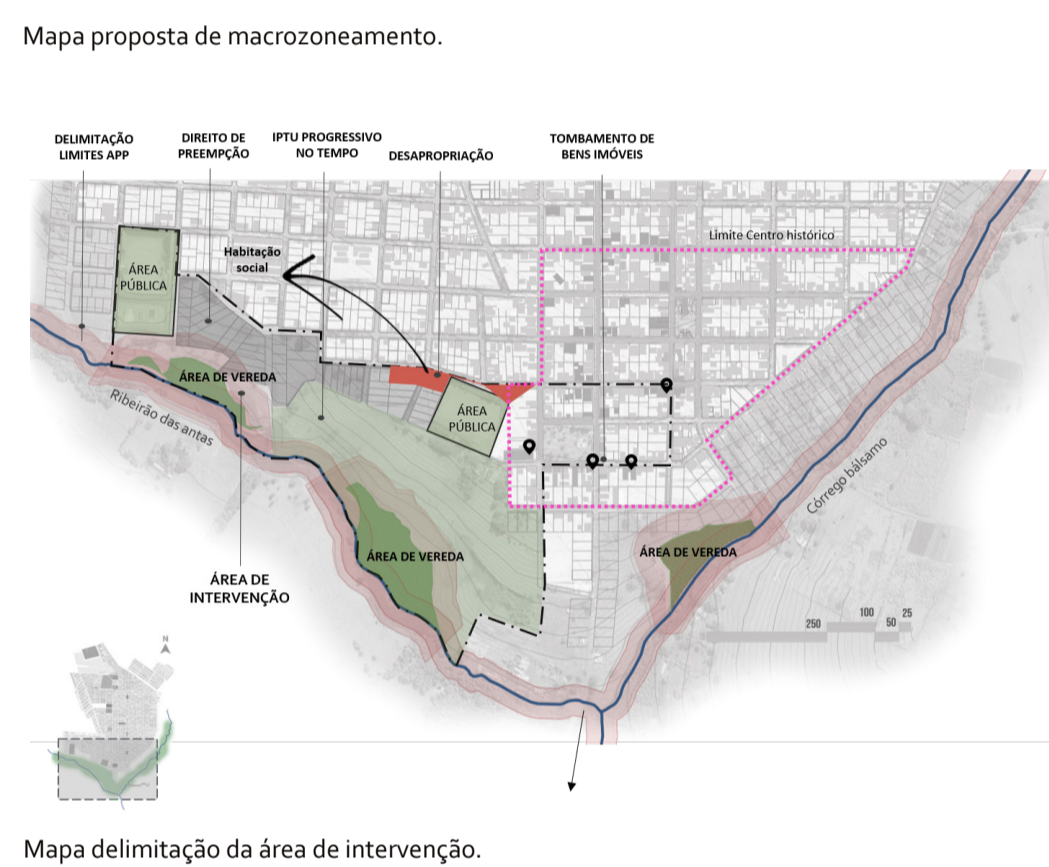 Mapa proposta de macrozoneamento.
DELIMITAÇÃO
LIMITES APP
DIREITO DE
PREEMPÇÃO
IPTU PROGRESSIVO
NO TEMPO
DESAPROPRIAÇÃO
TOMBAMENTO DE
BENS IMÓVEIS
Limite Centro histórico
Habitação
social
ÁREA
PÚBLICA
ÁREA DE VEREDA
Ribeirão das antas
ÁREA
PÚBLICA
Córrego bálsamo
ÁREA DE VEREDA
ÁREA DE VEREDA
ÁREA DE
INTERVENÇÃO
250
100
50
25
N
Mapa delimitação da área de intervenção.